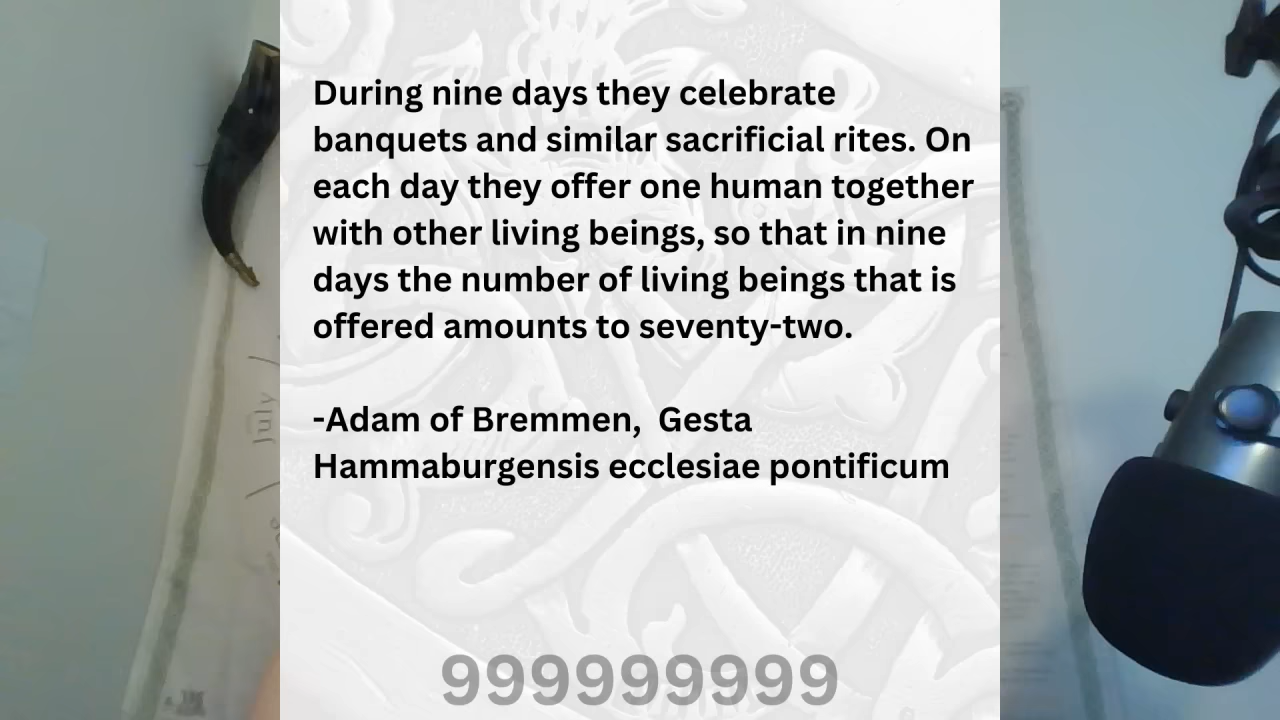 During nine days they celebrate
banquets and similar sacrificial rites. On
each day they offer one human together
with other living beings, so that in nine
days the number of living beings that is
offered amounts to seventy-two.
-Adam of Bremmen, Gesta
Hammaburgensis ecclesiae pontificum
999999999
July